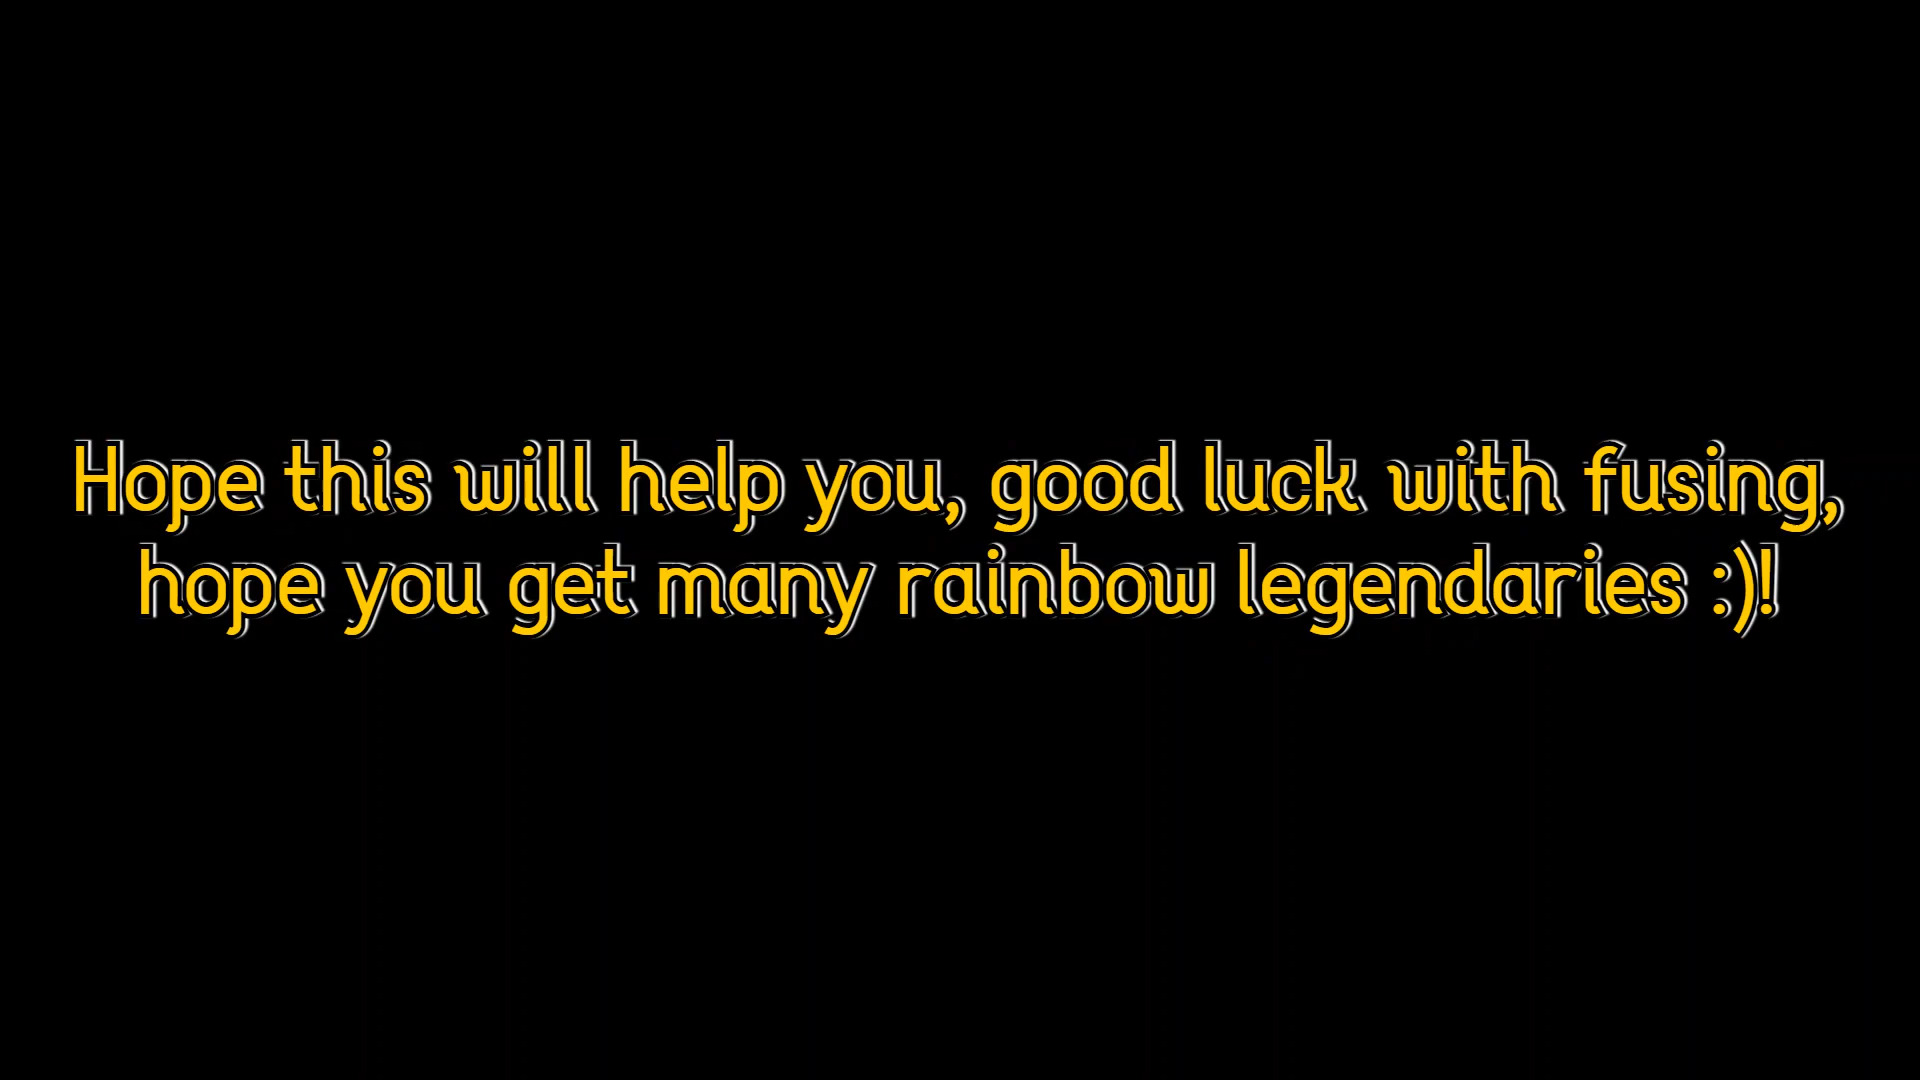 Hope this will help you, good luck with fusing,
hope you get many rainbow legendaries :)!